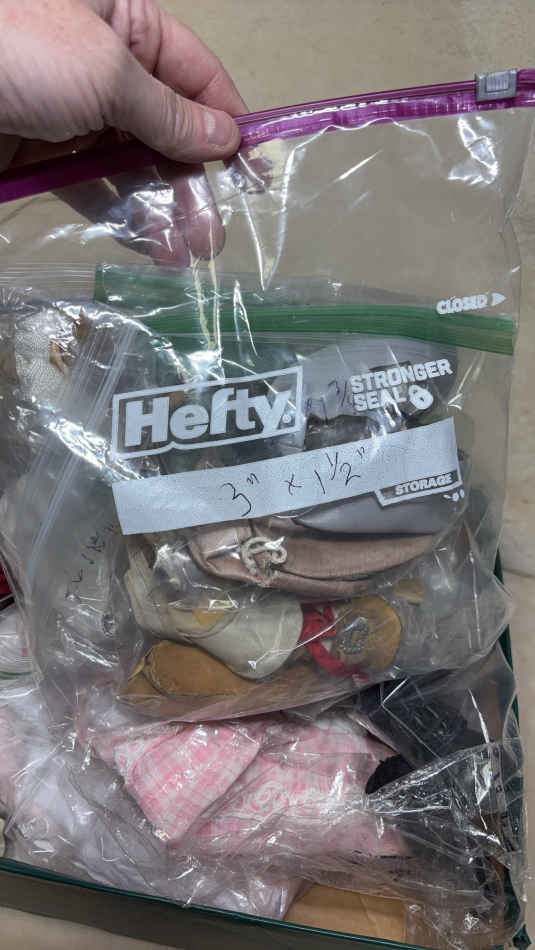 CLOSED
Hefty.
STRONGER
SEAL
3" x 1 1/2"
STORAGE